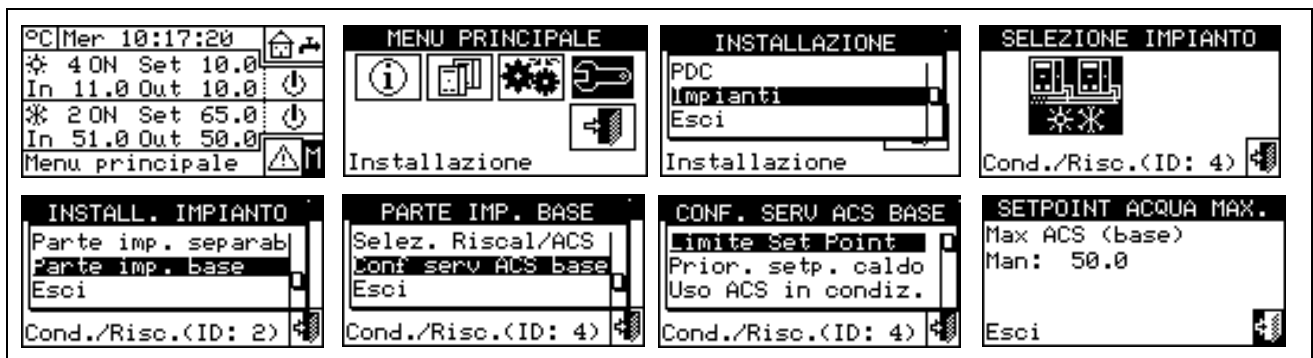 °C Mer 10:17:20
4 ON Set 10.0
In 11.0 Out 10.0
2 ON Set 65.0
In 51.0 Out 50.0
Menu principale M
MENU PRINCIPALE
Installazione
INSTALLAZIONE
PDC
Impianti
Esci
Installazione
SELEZIONE IMPIANTO
Cond./Risc.(ID: 4)
INSTALL. IMPIANTO
Parte imp. separab
Parte imp. base
Esci
Cond./Risc.(ID: 2)
PARTE IMP. BASE
Selez. Riscal/ACS
Conf serv ACS base
Esci
Cond./Risc.(ID: 4)
CONF. SERV ACS BASE
Limite Set Point
Prior. setp. caldo
Uso ACS in condiz.
Cond./Risc.(ID: 4)
SETPOINT ACQUA MAX.
Max ACS (base)
Man: 50.0
Esci